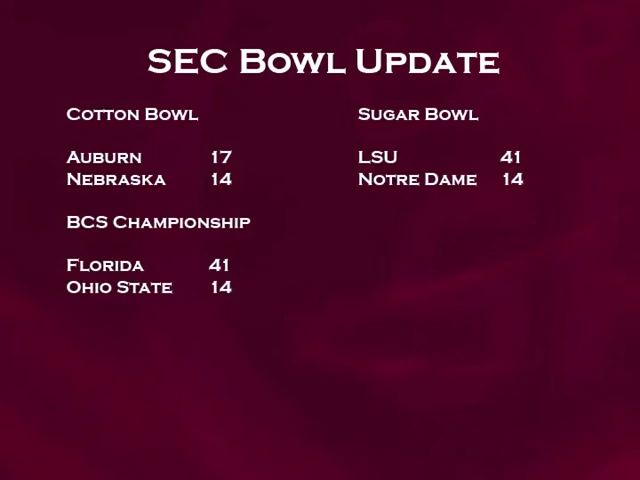 SEC Bowl Update
Cotton Bowl
Auburn 17
Nebraska 14
BCS Championship
Florida 41
Ohio State 14
Sugar Bowl
LSU 41
Notre Dame 14